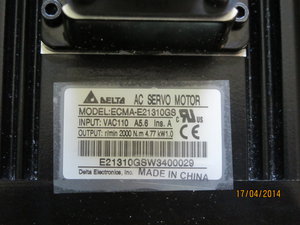 DELTA AC SERVO MOTOR
MODEL:ECMA-E21310GS
INPUT: VAC110 A5.6 Ins. A
OUTPUT: r/min 2000 N.m 4.77 kW1.0
E21310GSW3400029
Delta Electronics, Inc. MADE IN CHINA
17/04/2014